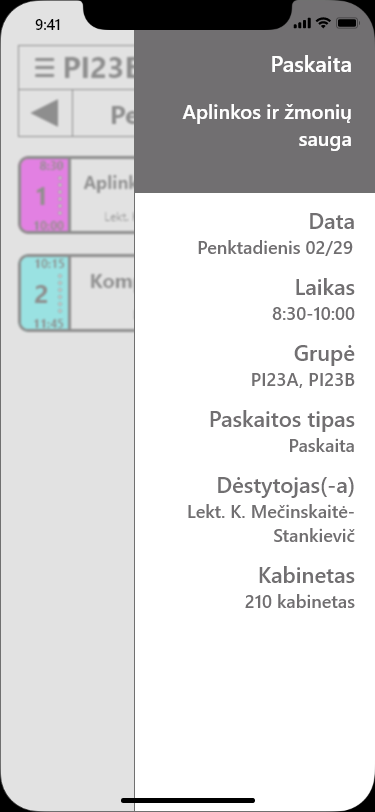 9:41
☰ PI23B
Pe
8:30
1
Aplink
Lekt.
10:00
10:15
2
Kom
11:45
Paskaita
Aplinkos ir žmonių
sauga
Data
Penktadienis 02/29
Laikas
8:30-10:00
Grupė
PI23A, PI23B
Paskaitos tipas
Paskaita
Dėstytojas(-a)
Lekt. K. Mečinskaitė-
Stankievič
Kabinetas
210 kabinetas